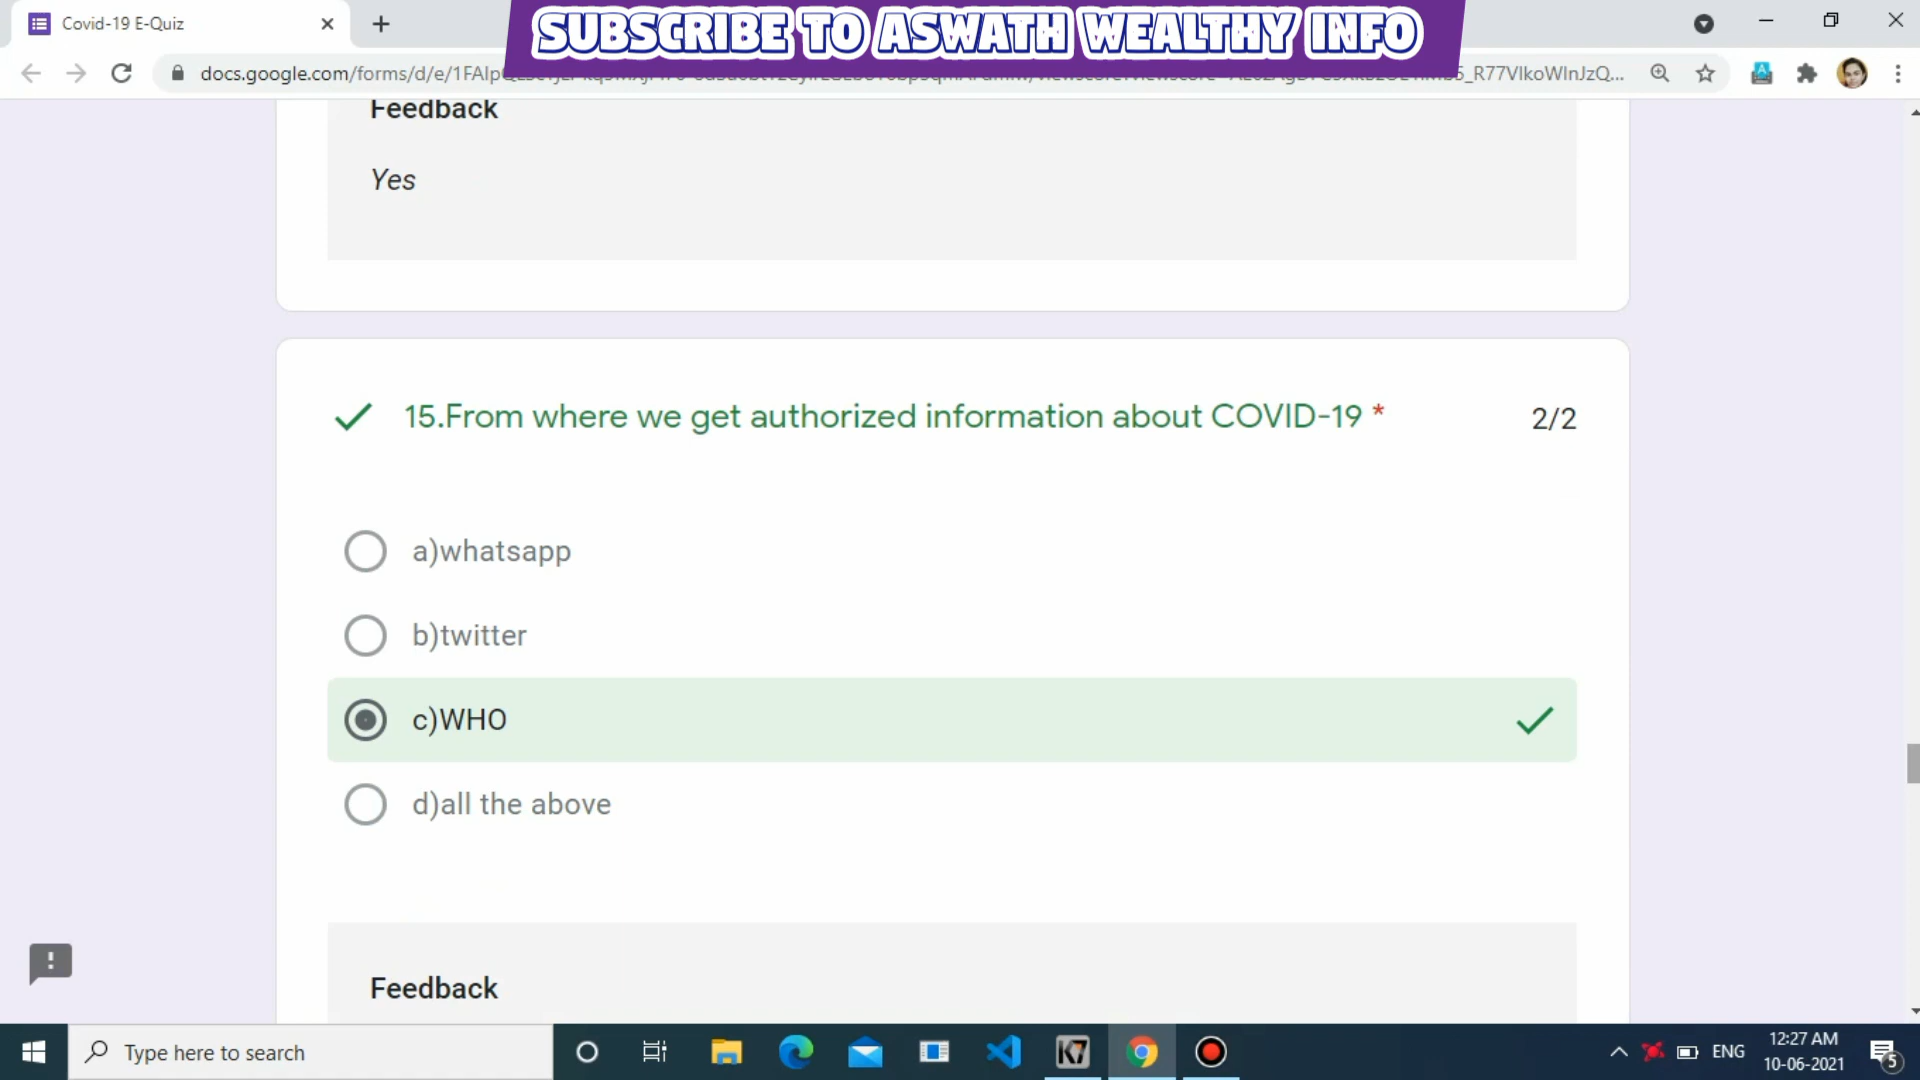 Covid-19 E-Quiz
SUBSCRIBE TO ASWATH WEALTHY INFO
docs.google.com/forms/d/e/1FAIp
Feedback
Yes
15.From where we get authorized information about COVID-19 *
2/2
a)whatsapp
b)twitter
c)WHO
d)all the above
Feedback
Type here to search
K7
ENG
12:27 AM
10-06-2021
5